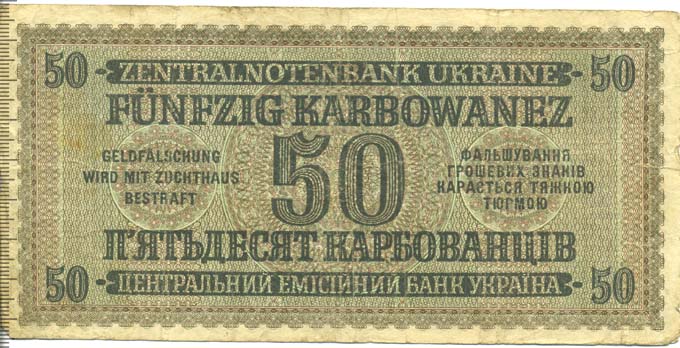 50 ZENTRALNOTENBANK UKRAINE 50
FÜNFZIG KARBOWANEZ
GELDFÄLSCHUNG
WIRD MIT ZUCHTHAUS
BESTRAFT
50
ФАЛЬШУВАННЯ
ГРОШЕВИХ ЗНАКІВ
КАРАЄТЬСЯ ТЯЖКОЮ
ТЮРМОЮ
П'ЯТЬДЕСЯТ КАРБОВАНЦІВ
50 ЦЕНТРАЛЬНИЙ ЕМІСІЙНИЙ БАНК УКРАЇНА 50